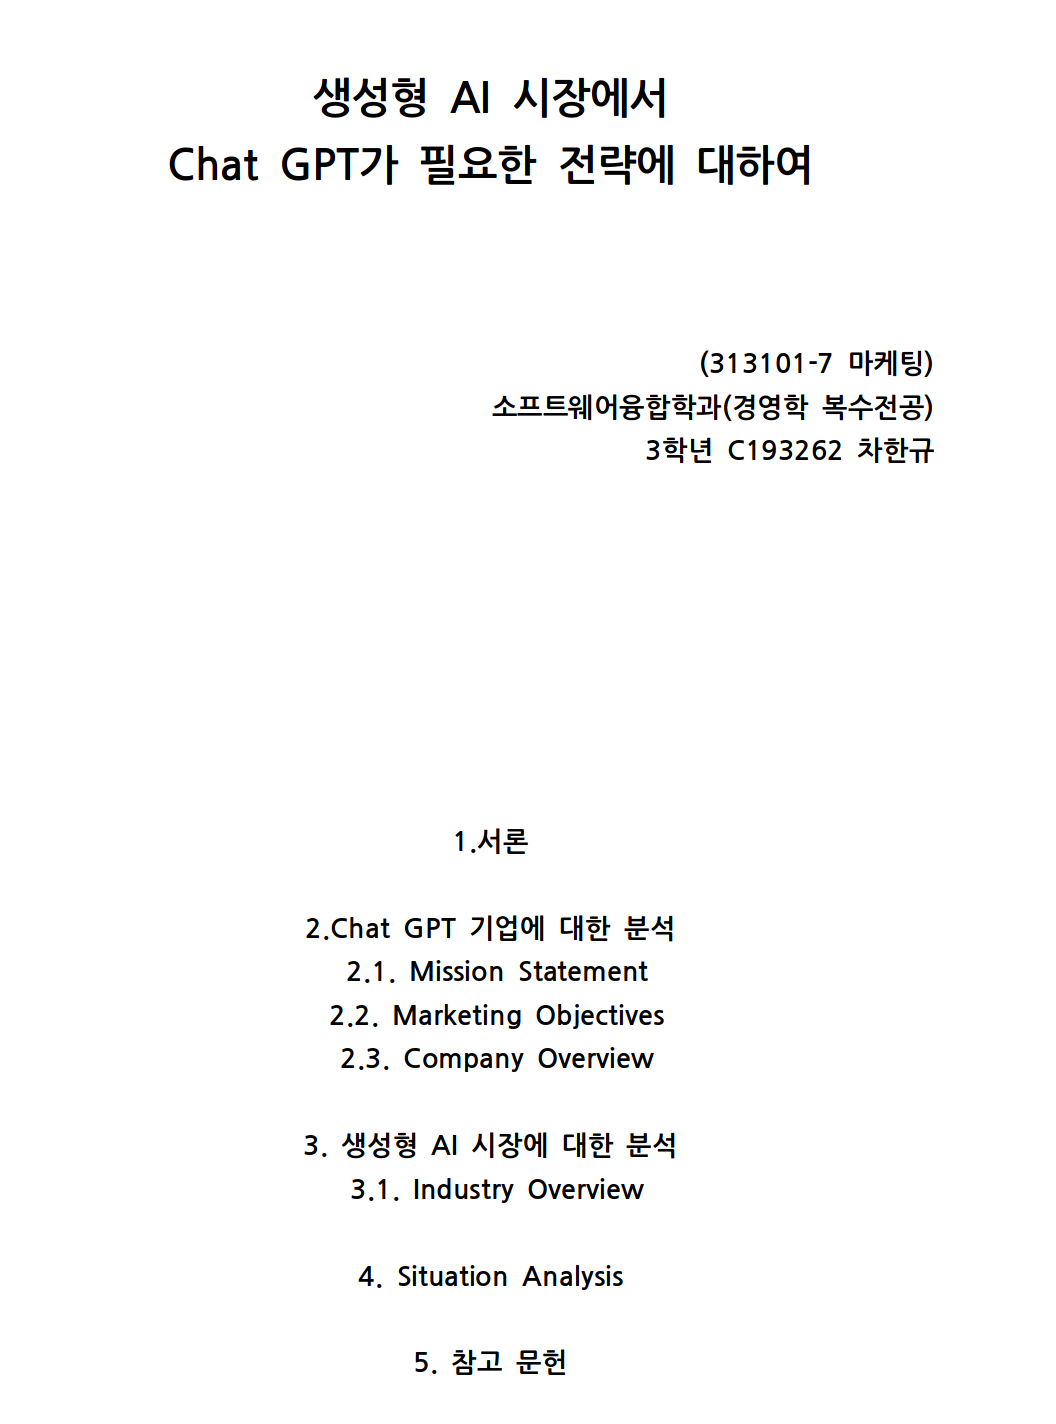 생성형 AI 시장에서
Chat GPT가 필요한 전략에 대하여
(313101-7 마케팅)
소프트웨어융합학과(경영학 복수전공)
3학년 C193262 차한규
1.서론
2.Chat GPT 기업에 대한 분석
2.1. Mission Statement
2.2. Marketing Objectives
2.3. Company Overview
3. 생성형 AI 시장에 대한 분석
3.1. Industry Overview
4. Situation Analysis
5. 참고 문헌